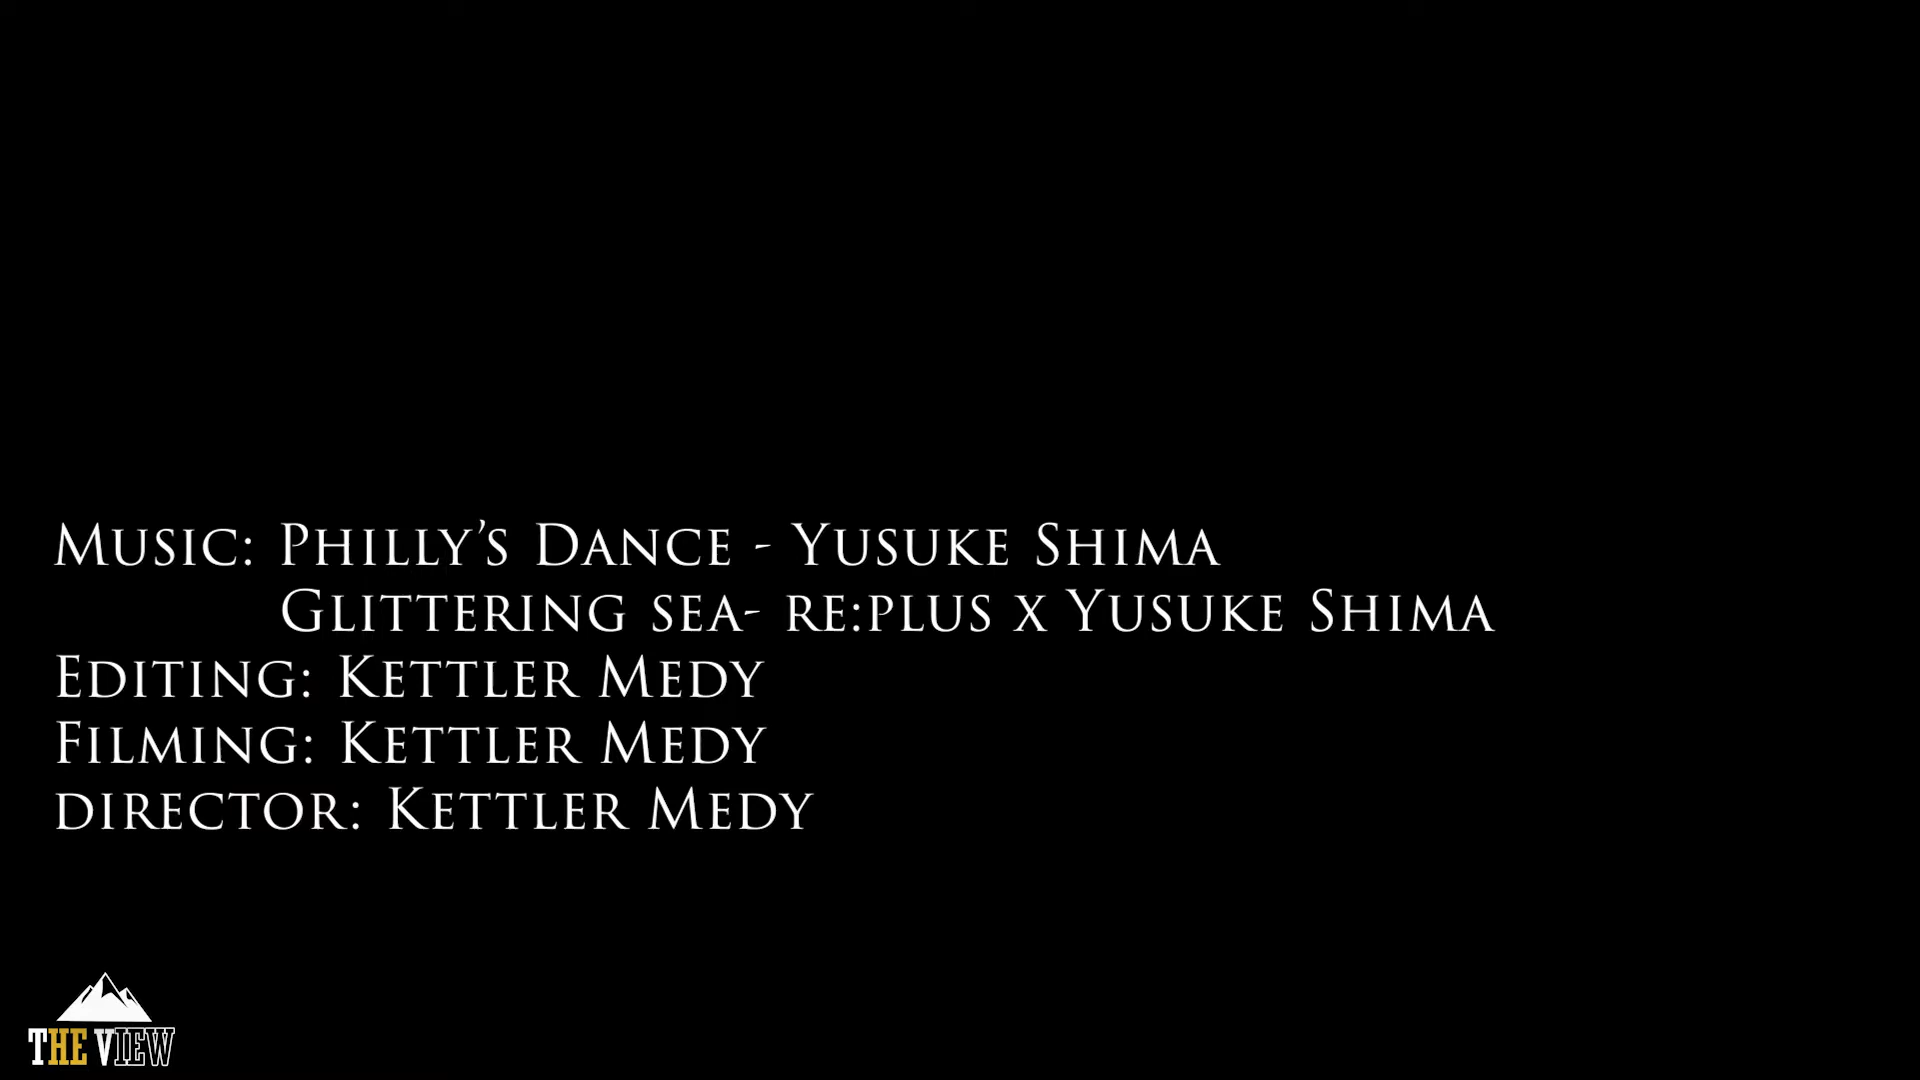 Music: Philly’s Dance - Yusuke Shima
Glittering sea- re:plus x Yusuke Shima
Editing: Kettler Medy
Filming: Kettler Medy
director: Kettler Medy
THE VIEW